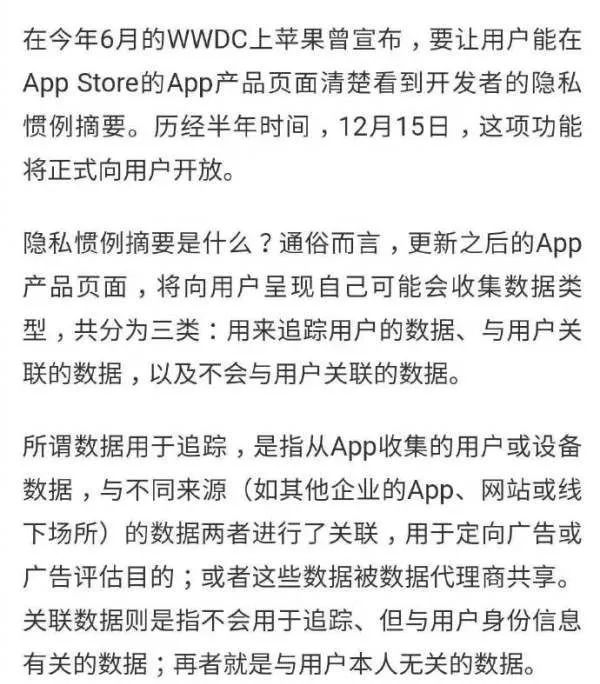 在今年6月的WWDC上苹果曾宣布，要让用户能在
App Store的App产品页面清楚看到开发者的隐私
惯例摘要。历经半年时间，12月15日，这项功能
将正式向用户开放。
隐私惯例摘要是什么？通俗而言，更新之后的App
产品页面，将向用户呈现自己可能会收集数据类
型，共分为三类：用来追踪用户的数据、与用户关
联的数据，以及不会与用户关联的数据。
所谓数据用于追踪，是指从App收集的用户或设备
数据，与不同来源（如其他企业的App、网站或线
下场所）的数据两者进行了关联，用于定向广告或
广告评估目的；或者这些数据被数据代理商共享。
关联数据则是指不会用于追踪、但与用户身份信息
有关的数据；再者就是与用户本人无关的数据。